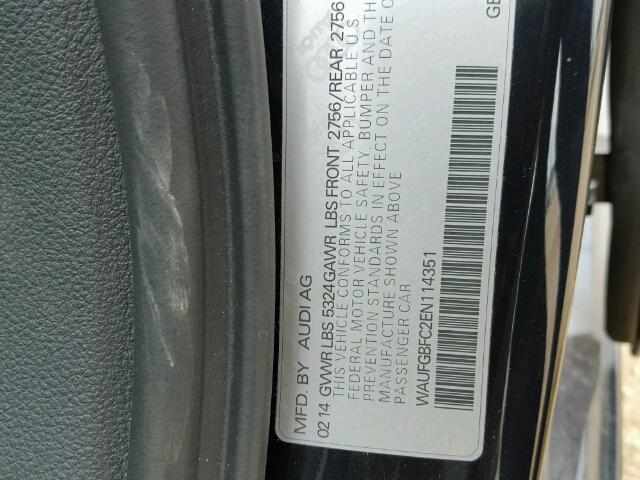 MFD. BY AUDI AG
02 14 GVWR LBS 5324 GAWR LBS FRONT 2756/REAR 2756
THIS VEHICLE CONFORMS TO ALL APPLICABLE U.S.
FEDERAL MOTOR VEHICLE SAFETY, BUMPER AND THE
PREVENTION STANDARDS IN EFFECT ON THE DATE O
MANUFACTURE SHOWN ABOVE
PASSENGER CAR
WAUFGBFC2EN114351
GE